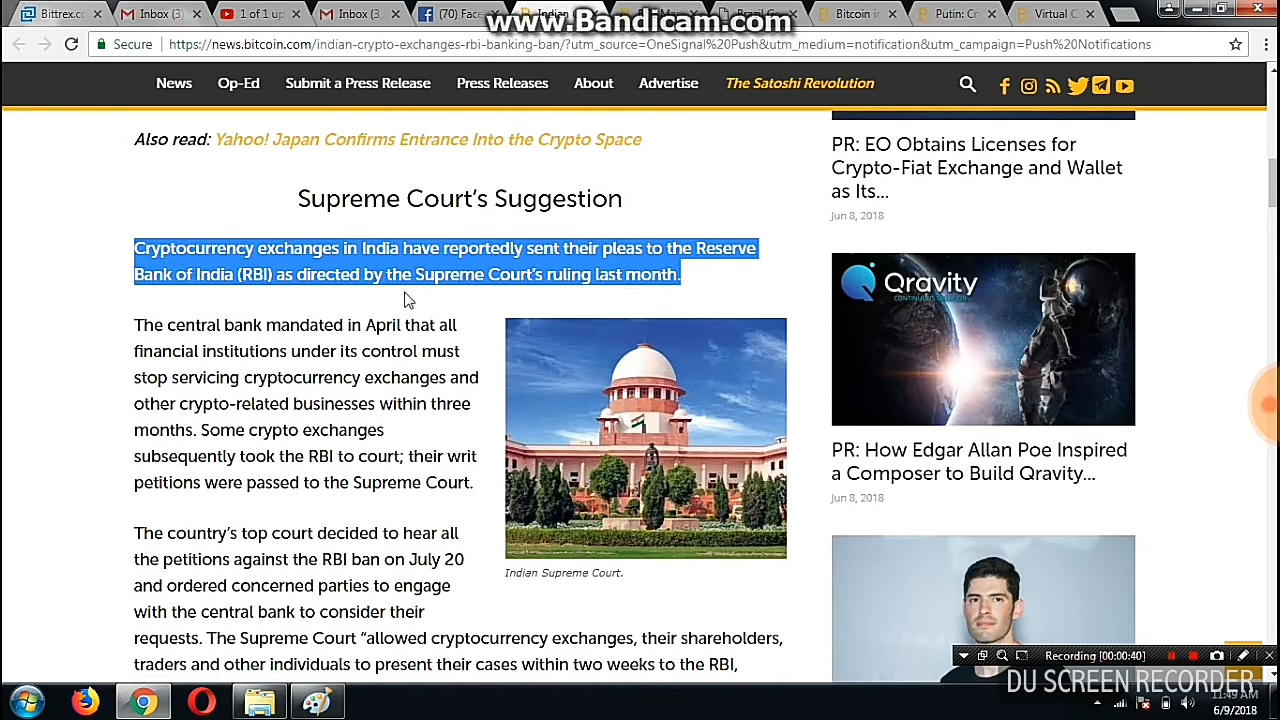 www.Bandicam.com
Bittrex.c
Inbox (3)
1 of 1 up
Inbox (3
(70) Face
Indian
Bitcoin in
Putin: Cr
Virtual C
Secure
https://news.bitcoin.com/indian-crypto-exchanges-rbi-banking-ban/?utm_source=OneSignal%20Push&utm_medium=notification&utm_campaign=Push%20Notifications
News
Op-Ed
Submit a Press Release
Press Releases
About
Advertise
The Satoshi Revolution
Also read: Yahoo! Japan Confirms Entrance Into the Crypto Space
Supreme Court's Suggestion
Cryptocurrency exchanges in India have reportedly sent their pleas to the Reserve
Bank of India (RBI) as directed by the Supreme Court's ruling last month.
The central bank mandated in April that all
financial institutions under its control must
stop servicing cryptocurrency exchanges and
other crypto-related businesses within three
months. Some crypto exchanges
subsequently took the RBI to court; their writ
petitions were passed to the Supreme Court.
Indian Supreme Court.
The country's top court decided to hear all
the petitions against the RBI ban on July 20
and ordered concerned parties to engage
with the central bank to consider their
requests. The Supreme Court “allowed cryptocurrency exchanges, their shareholders,
traders and other individuals to present their cases within two weeks to the RBI,
PR: EO Obtains Licenses for
Crypto-Fiat Exchange and Wallet
as Its...
Jun 8, 2018
Qravity
PR: How Edgar Allan Poe Inspired
a Composer to Build Qravity...
Jun 8, 2018
Recording [00:00:40]
DU SCREEN RECORDER
11:49 AM
6/9/2018